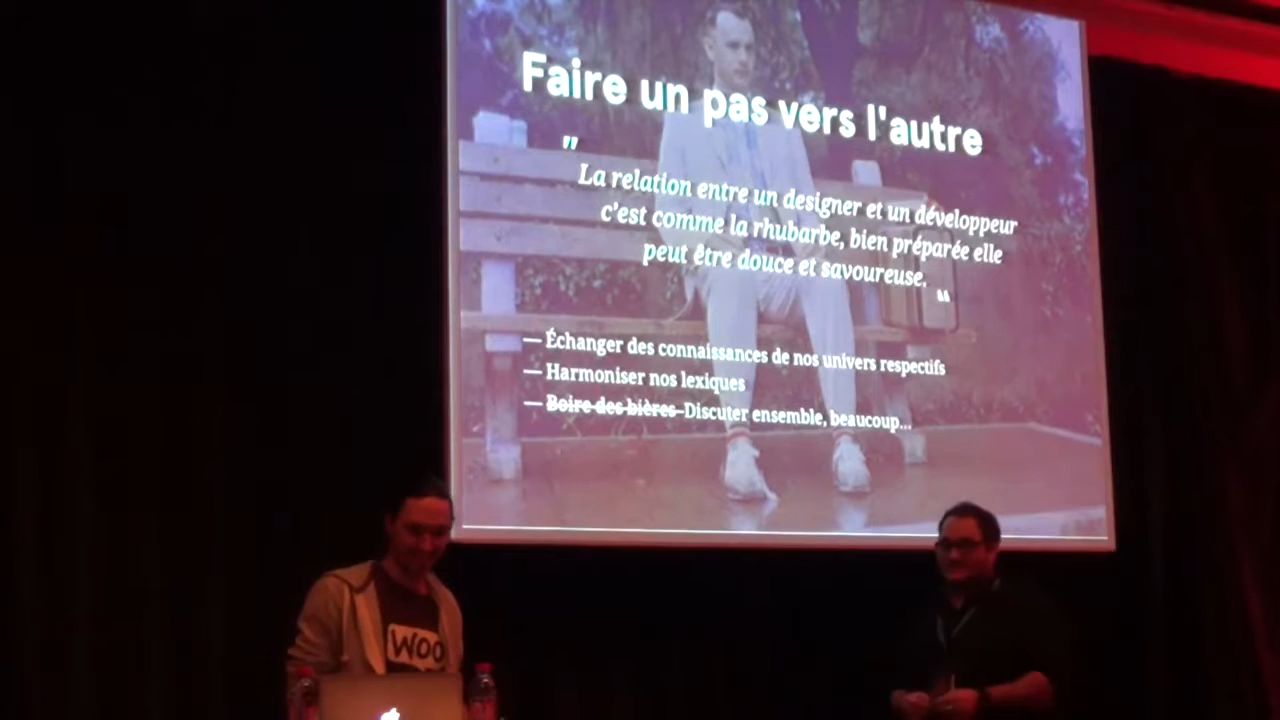 Faire un pas vers l'autre
"
La relation entre un designer et un développeur
c'est comme la rhubarbe, bien préparée elle
peut être douce et savoureuse.
"
— Échanger des connaissances de nos univers respectifs
— Harmoniser nos lexiques
— Boire des bières Discuter ensemble, beaucoup...
WOO